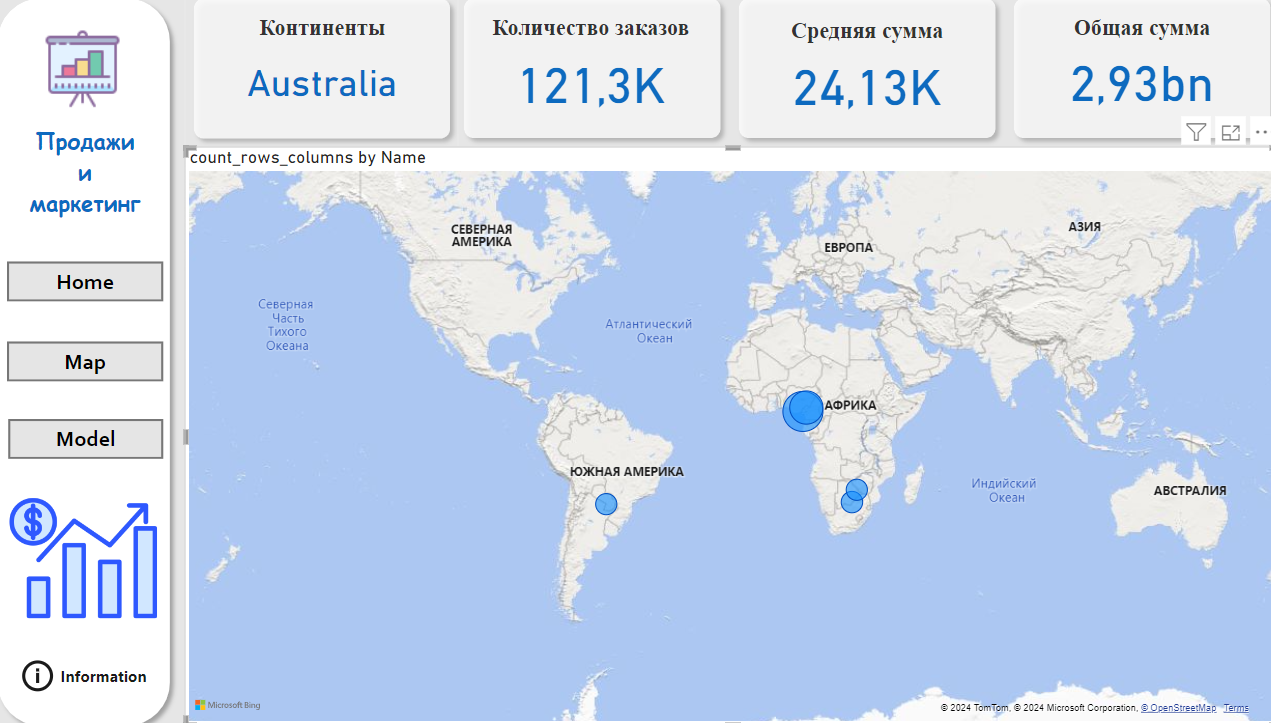 Продажи
и
маркетинг
Home
Map
Model
$
Information
Континенты
Australia
Количество заказов
121,3K
Средняя сумма
24,13K
Общая сумма
2,93bn
count_rows_columns by Name
СЕВЕРНАЯ
АМЕРИКА
ЕВРОПА
АЗИЯ
Северная
Часть
Тихого
Океана
Атлантический
Океан
АФРИКА
ЮЖНАЯ АМЕРИКА
Индийский
Океан
АВСТРАЛИЯ
Microsoft Bing
© 2024 TomTom, © 2024 Microsoft Corporation, © OpenStreetMap Terms